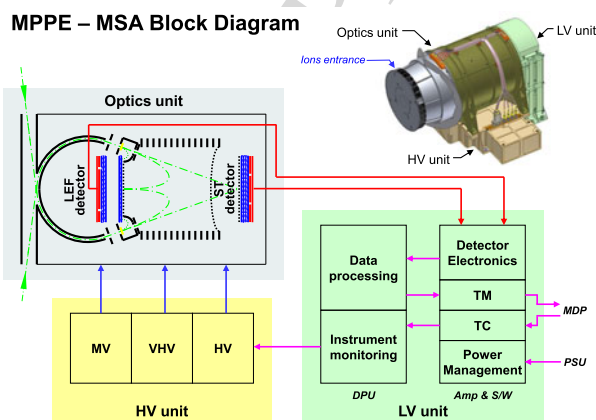 MPPE – MSA Block Diagram
Optics unit
LV unit
Ions entrance
HV unit
Optics unit
LEF
detector
ST
detector
MV
VHV
HV
HV unit
Data
processing
Instrument
monitoring
DPU
Detector
Electronics
TM
TC
Power
Management
Amp & S/W
MDP
PSU
LV unit